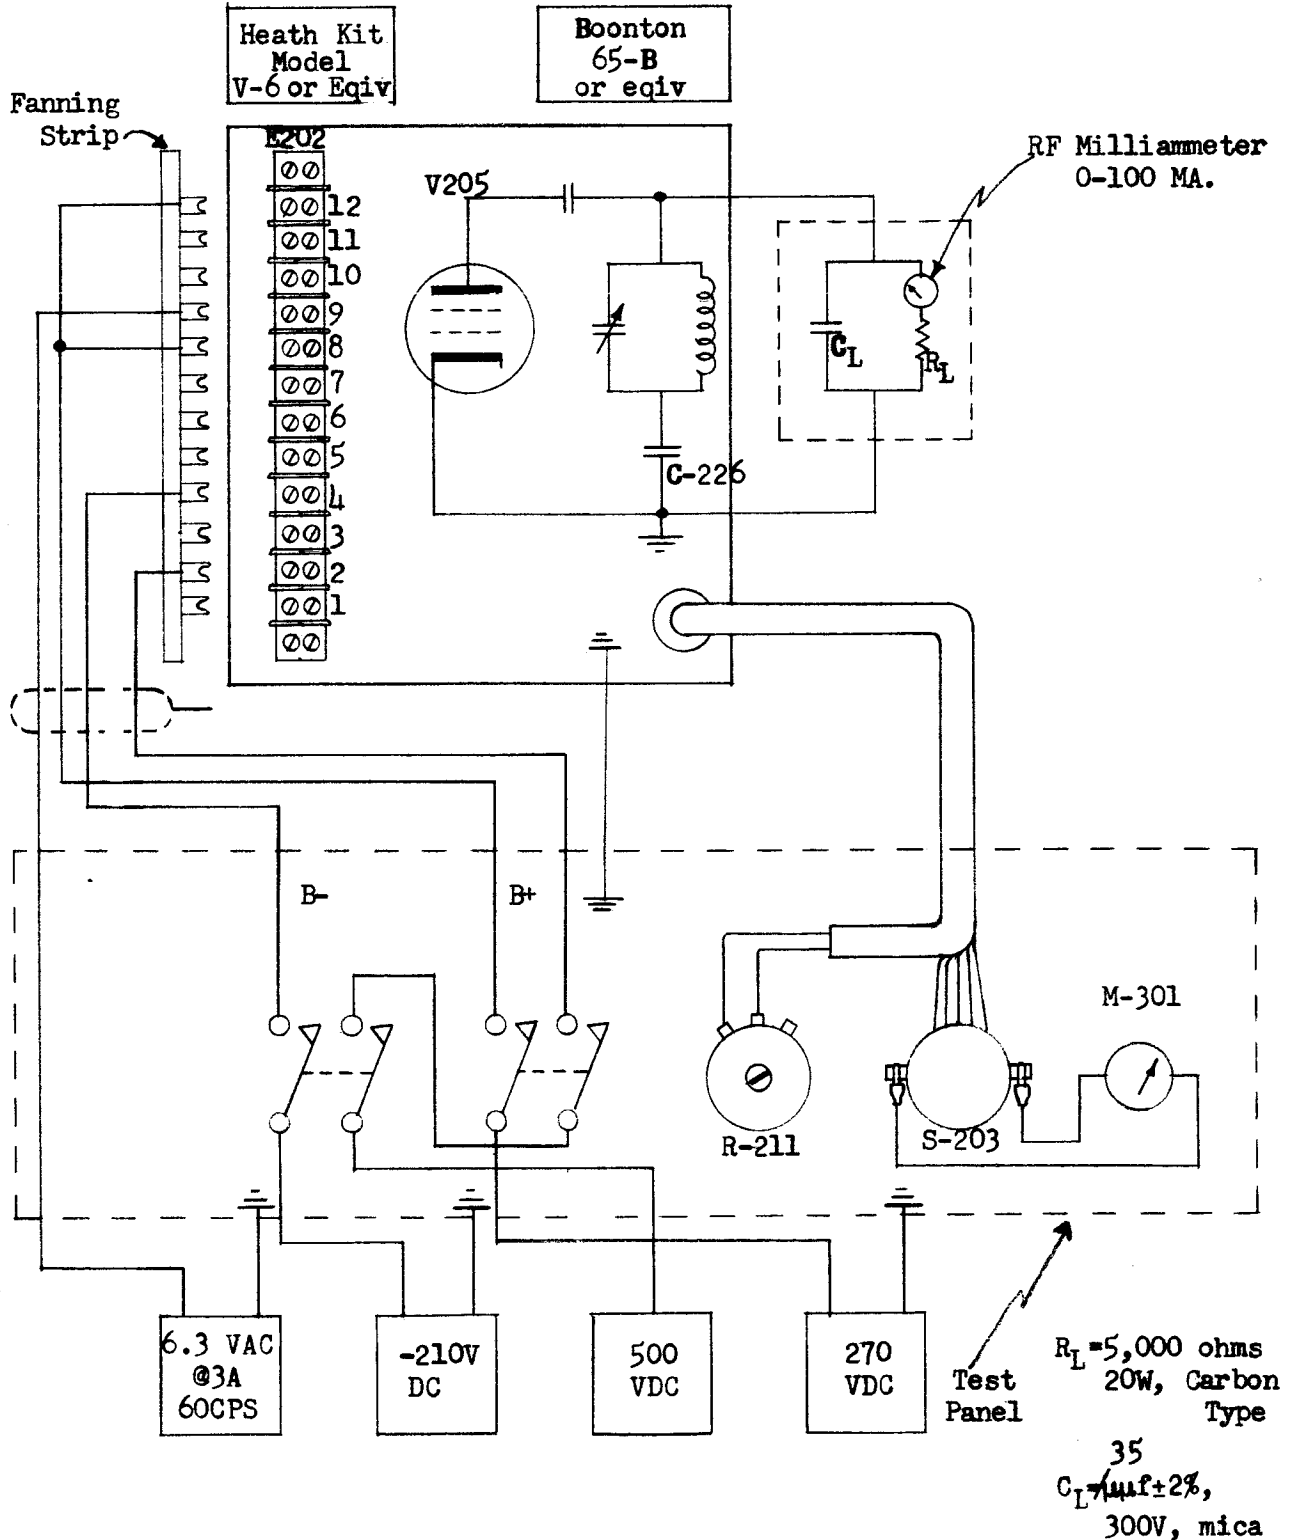 Heath Kit
Model
V-6 or Eqiv
Boonton
65-B
or eqiv
Fanning
Strip
E202
12
11
10
9
8
7
6
5
4
3
2
1
V205
C-226
RF Milliammeter
0-100 MA.
CL
RL
B-
B+
R-211
S-203
M-301
6.3 VAC
@3A
60CPS
-210V
DC
500
VDC
270
VDC
Test
Panel
RL=5,000 ohms
20W, Carbon
Type
35
CL=μμf±2%,
300V, mica